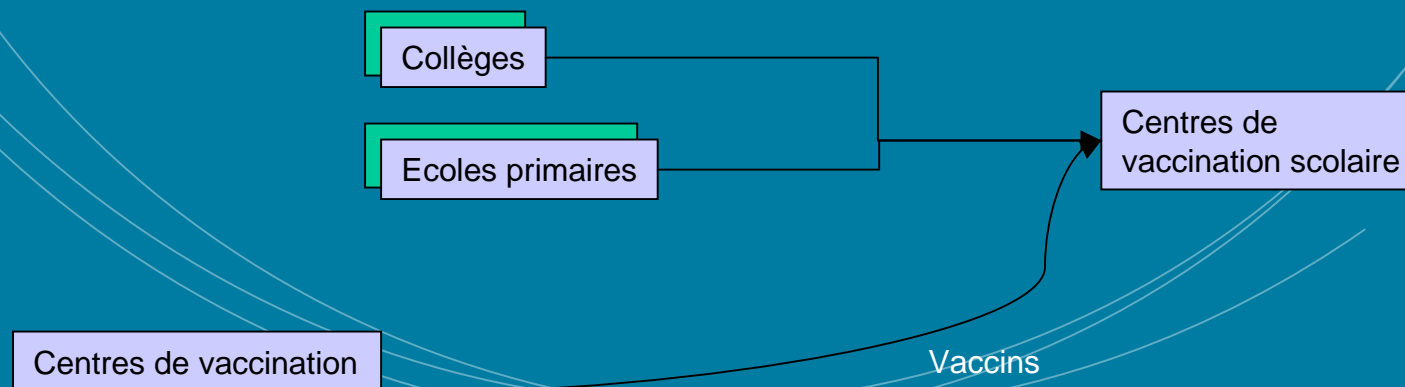 Collèges
Ecoles primaires
Centres de
vaccination scolaire
Centres de vaccination
Vaccins